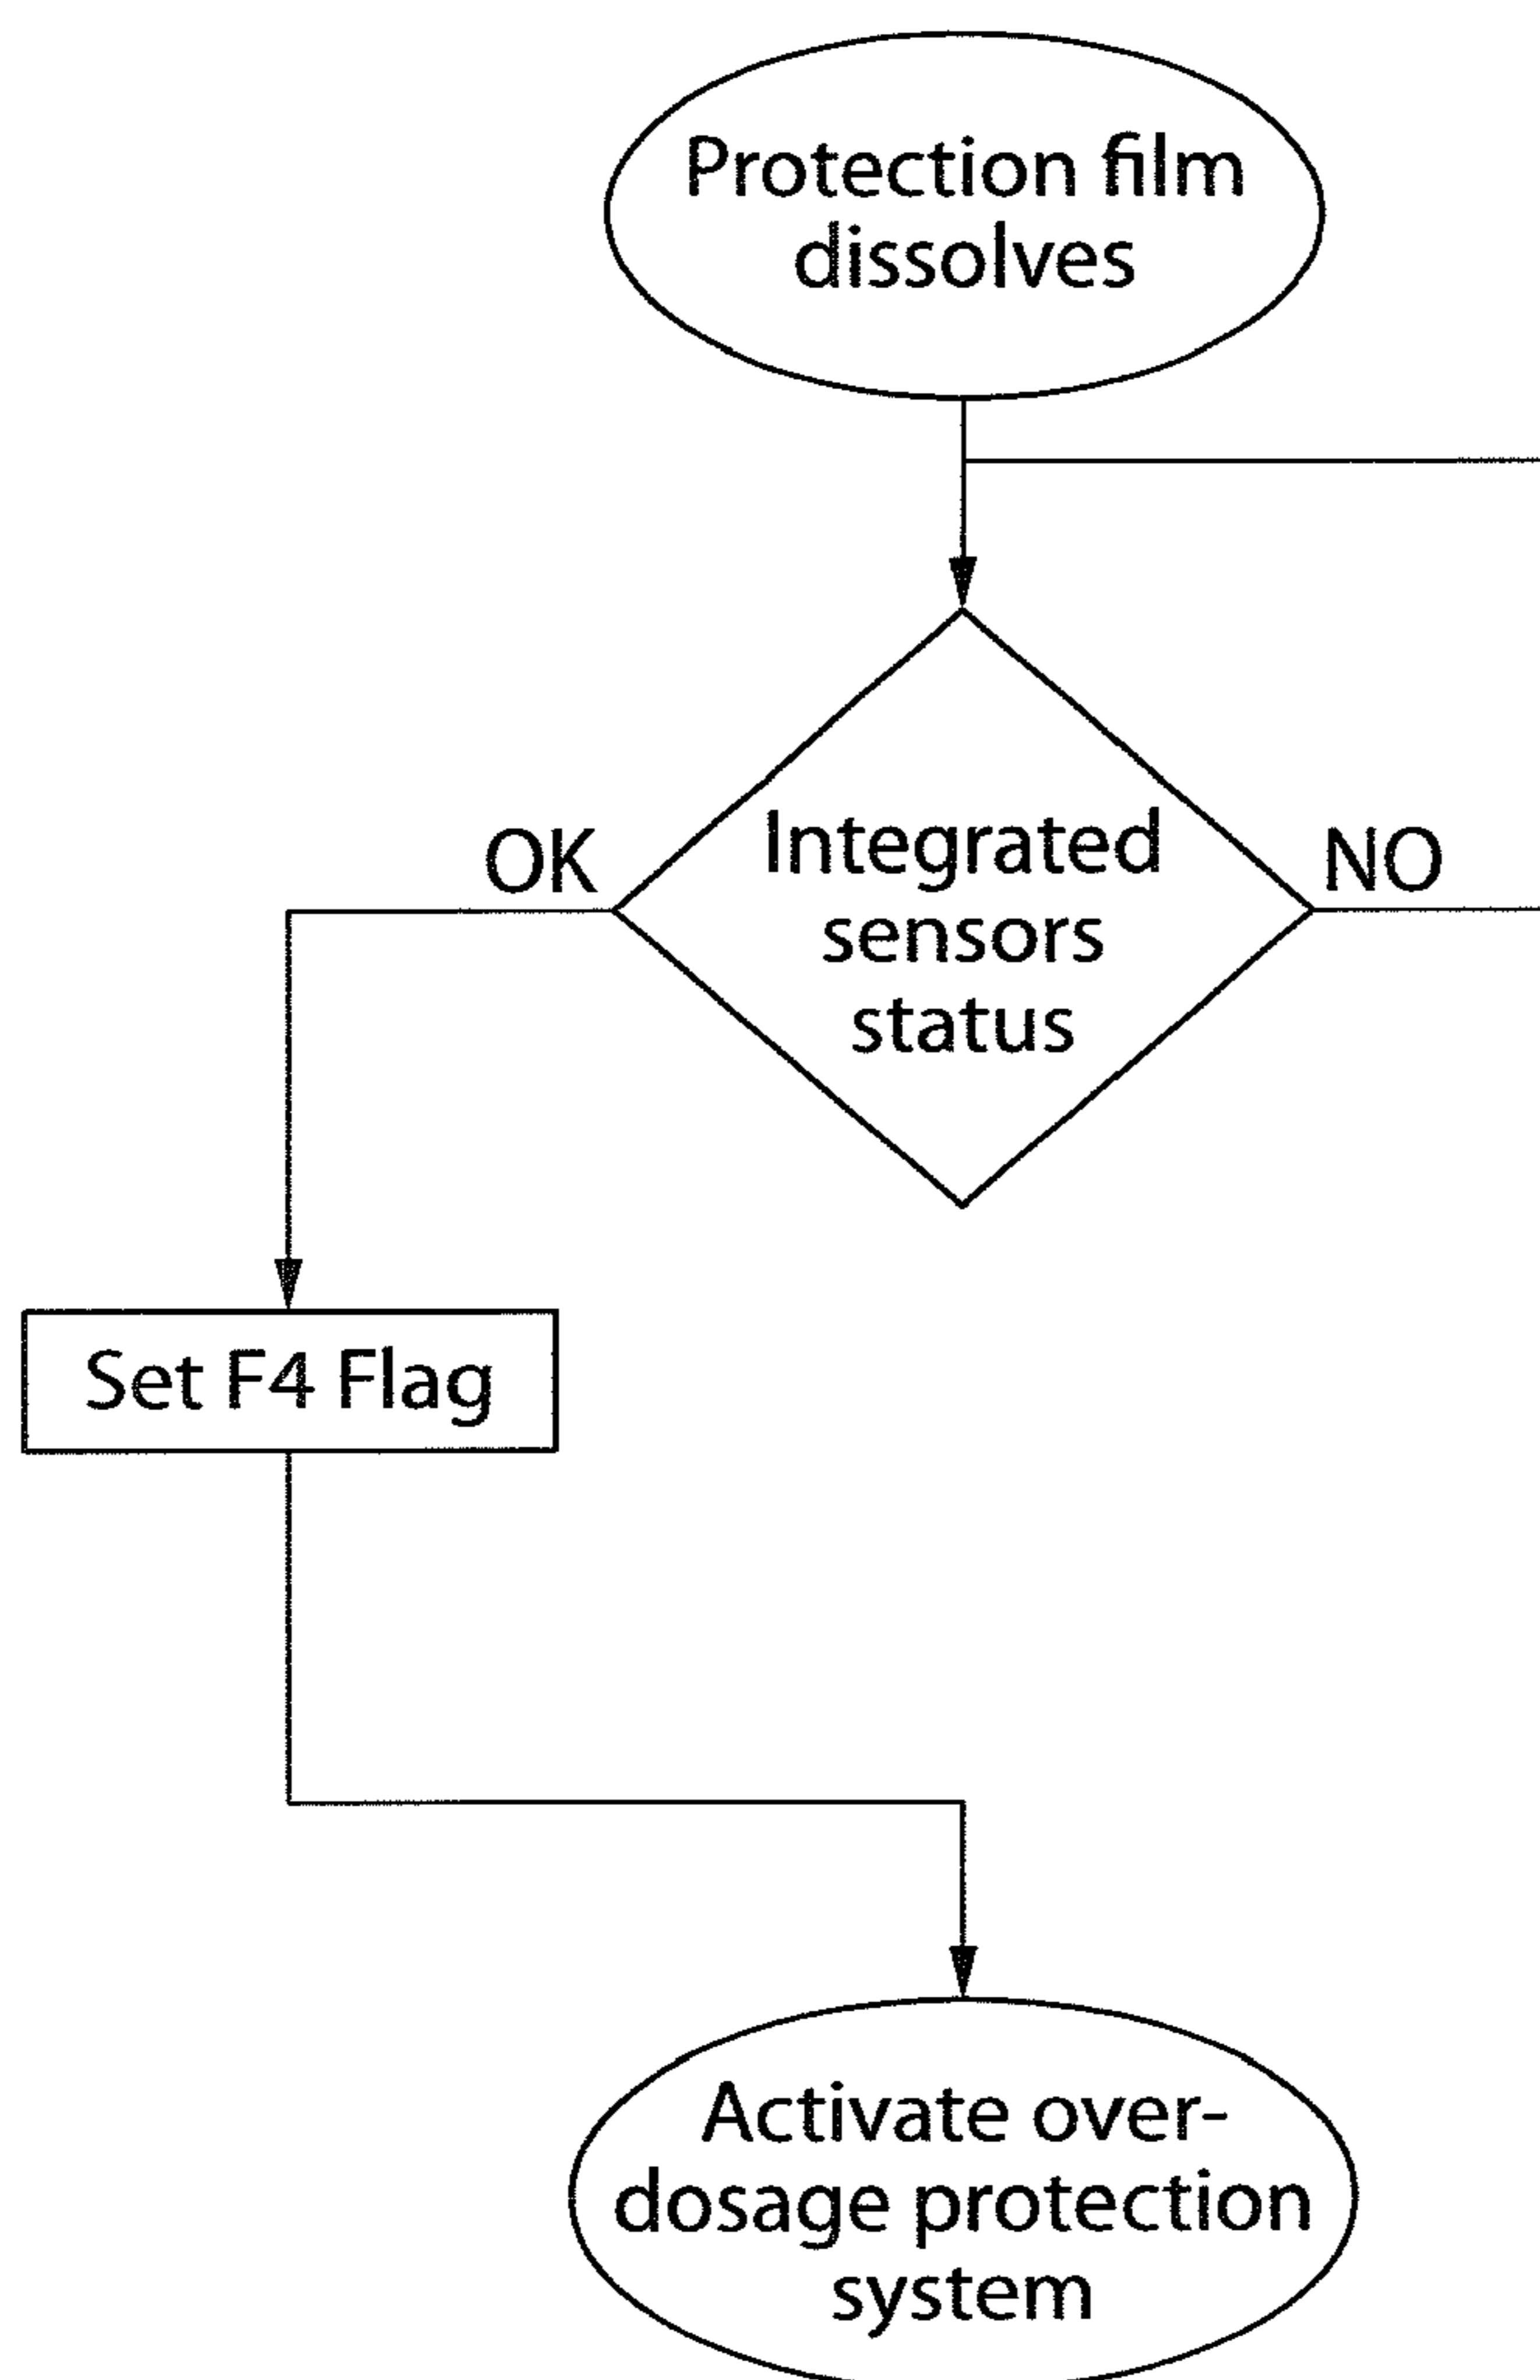 Protection film
dissolves
OK
Integrated
sensors
status
NO
Set F4 Flag
Activate over-
dosage protection
system